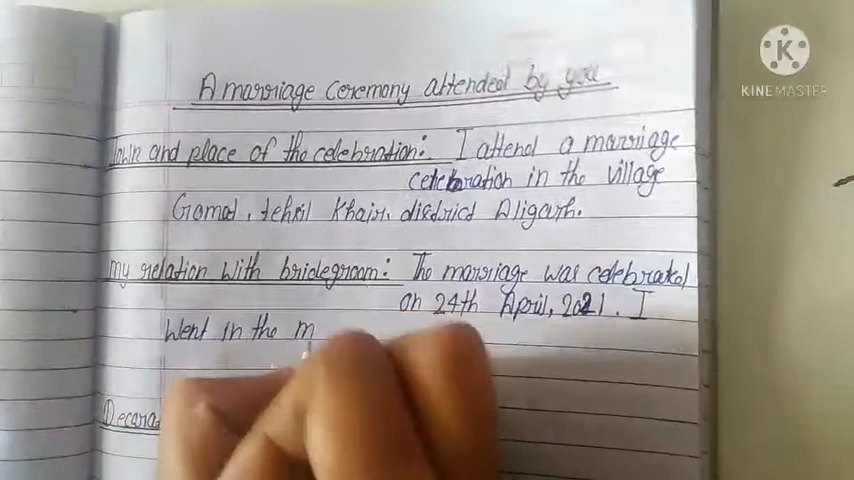 A marriage ceremony attended by you
and place of the celebration: I attend a marriage
celebration in the village
Gomat, tehsil Khair, district Aligarh.
my relation with bridegroom: The marriage was celebrated
on 24th April, 2021. I
went in the m
Decorat
K
KINEMASTER